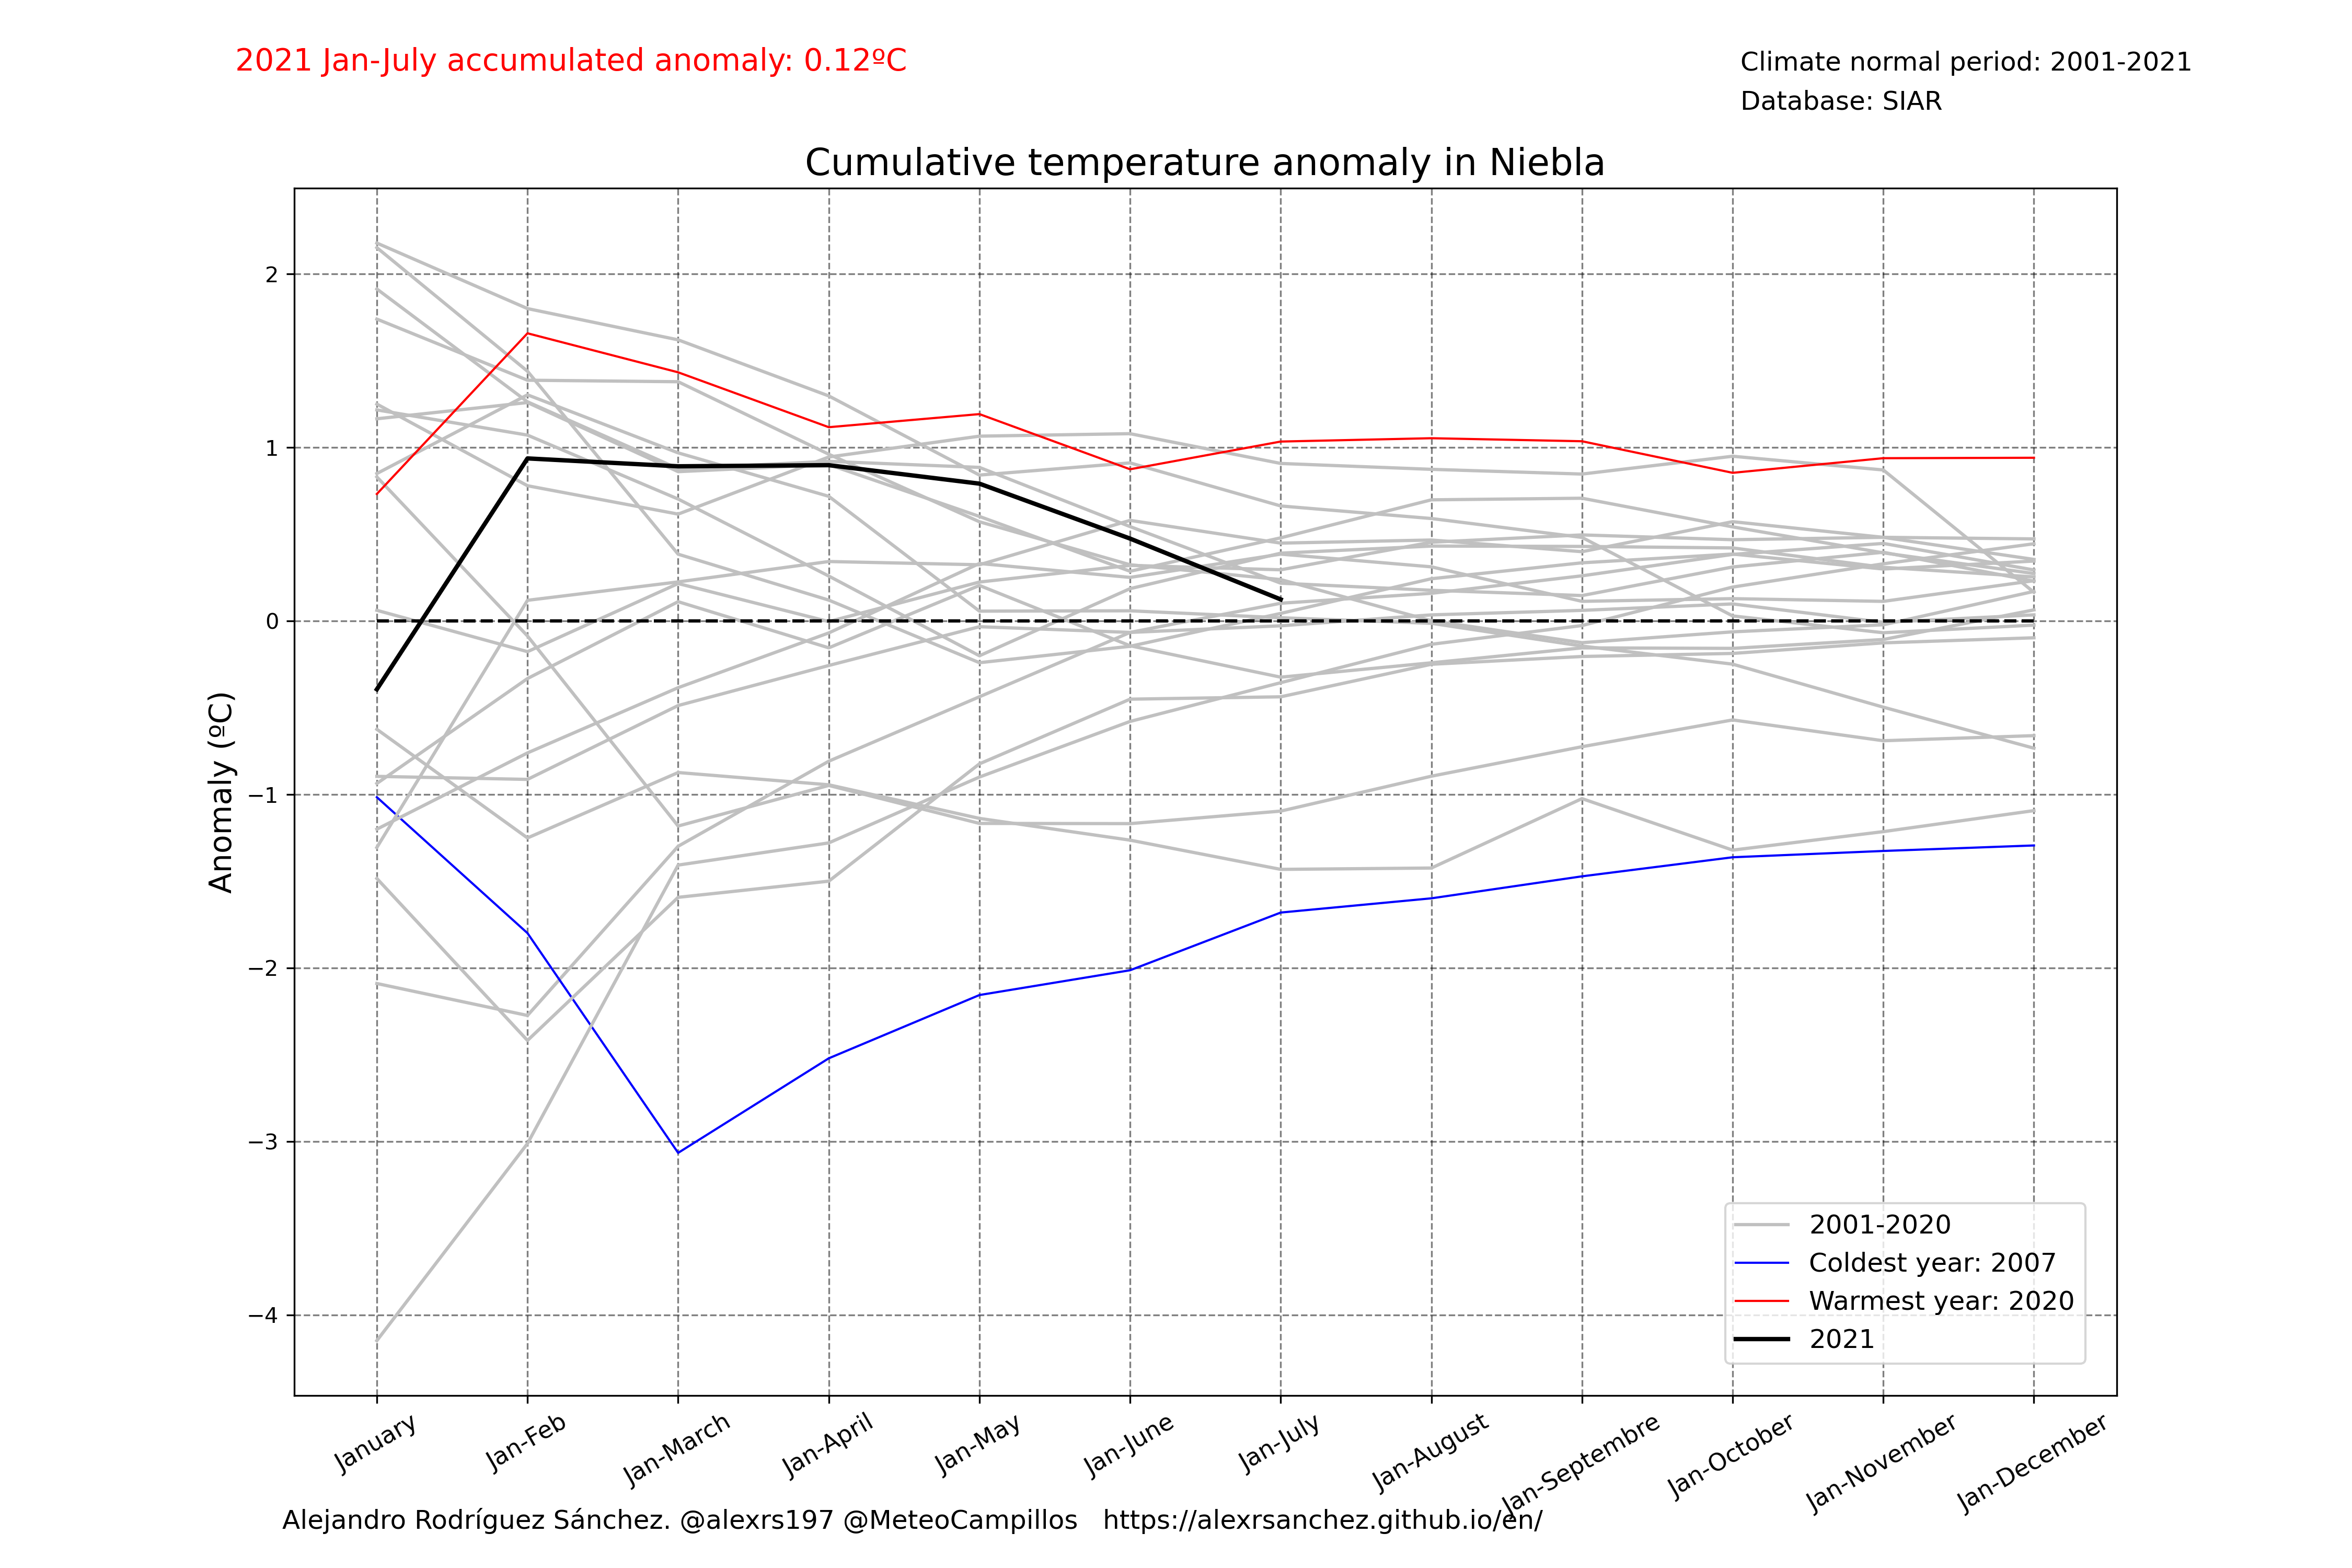 2021 Jan-July accumulated anomaly: 0.12ºC
Climate normal period: 2001-2021
Database: SIAR
Cumulative temperature anomaly in Niebla
Anomaly (ºC)
2
1
0
−1
−2
−3
−4
2001-2020
Coldest year: 2007
Warmest year: 2020
2021
January
Jan-Feb
Jan-March
Jan-April
Jan-May
Jan-June
Jan-July
Jan-August
Jan-Septembre
Jan-October
Jan-November
Jan-December
Alejandro Rodríguez Sánchez. @alexrs197 @MeteoCampillos https://alexrsanchez.github.io/en/